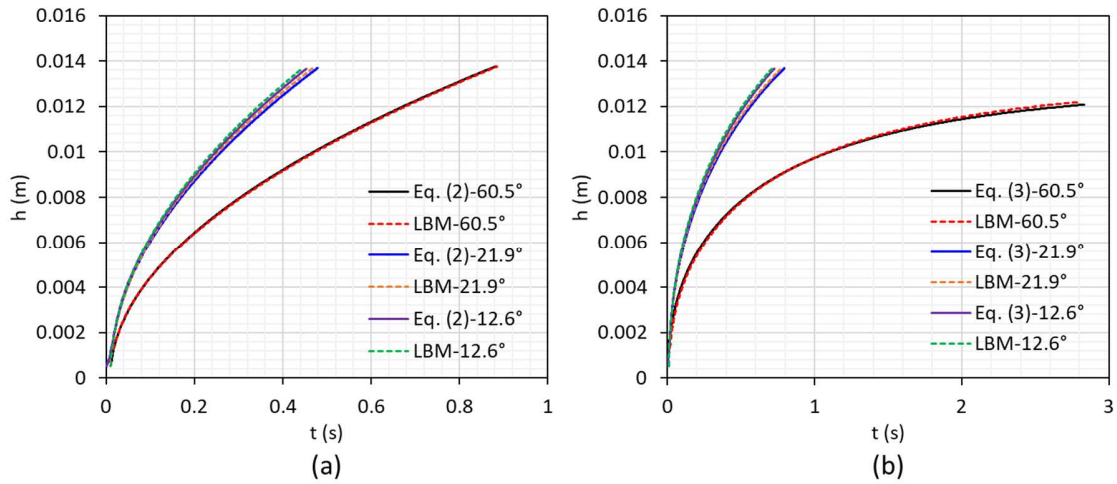 0.016
0.014
0.012
0.01
0.008
0.006
0.004
0.002
0
h (m)
Eq. (2)-60.5°
LBM-60.5°
Eq. (2)-21.9°
LBM-21.9°
Eq. (2)-12.6°
LBM-12.6°
0 0.2 0.4 0.6 0.8 1
t (s)
(a)
0.016
0.014
0.012
0.01
0.008
0.006
0.004
0.002
0
h (m)
Eq. (3)-60.5°
LBM-60.5°
Eq. (3)-21.9°
LBM-21.9°
Eq. (3)-12.6°
LBM-12.6°
0 1 2 3
t (s)
(b)